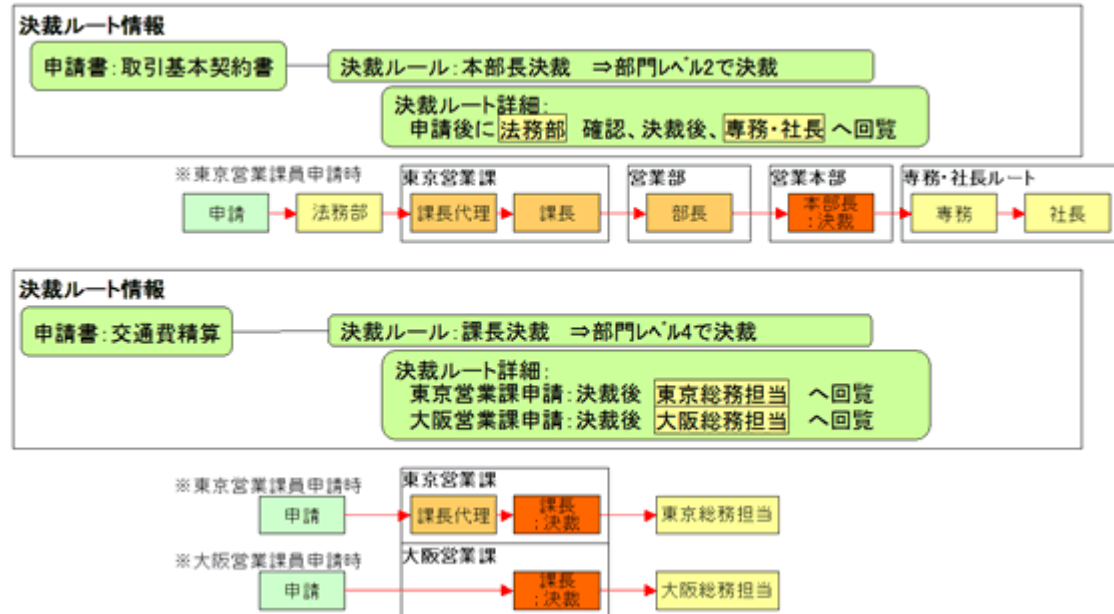 決裁ルート情報
申請書:取引基本契約書
決裁ルール:本部長決裁 ⇒部門レベル2で決裁
決裁ルート詳細:
申請後に 法務部 確認、決裁後、専務・社長 へ回覧
※東京営業課員申請時
東京営業課
営業部
営業本部
専務・社長ルート
申請
法務部
課長代理
課長
部長
本部長
:決裁
専務
社長
決裁ルート情報
申請書:交通費精算
決裁ルール:課長決裁 ⇒部門レベル4で決裁
決裁ルート詳細:
東京営業課申請:決裁後 東京総務担当 へ回覧
大阪営業課申請:決裁後 大阪総務担当 へ回覧
※東京営業課員申請時
東京営業課
申請
課長代理
課長
:決裁
東京総務担当
※大阪営業課員申請時
大阪営業課
申請
課長
:決裁
大阪総務担当